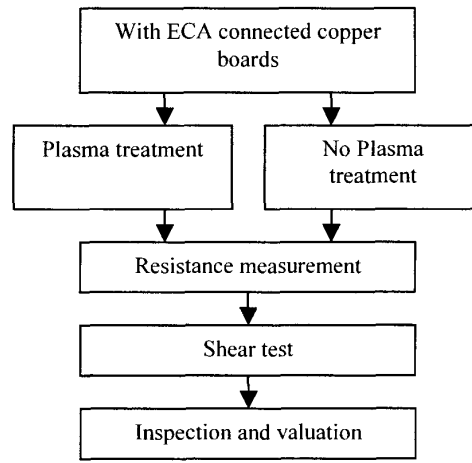 With ECA connected copper
boards
Plasma treatment
No Plasma
treatment
Resistance measurement
Shear test
Inspection and valuation